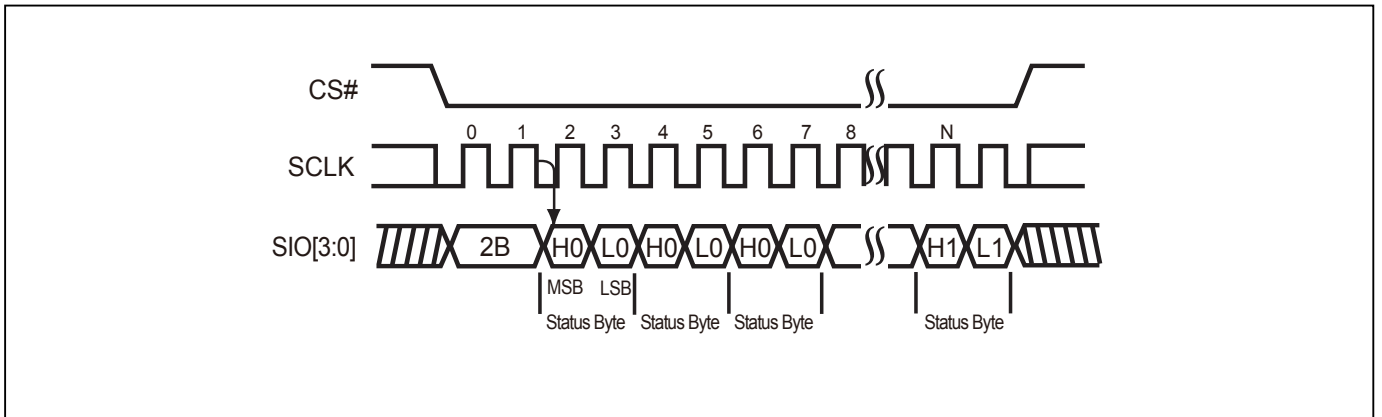 CS#
0 1 2 3 4 5 6 7 8 N
SCLK
SIO[3:0] 2B H0 L0 H0 L0 H0 L0 H1 L1
MSB LSB
Status Byte Status Byte Status Byte Status Byte